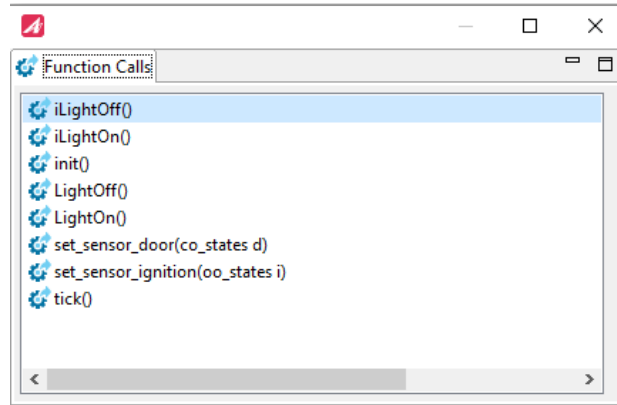 Function Calls
iLightOff()
iLightOn()
init()
LightOff()
LightOn()
set_sensor_door(co_states d)
set_sensor_ignition(oo_states i)
tick()